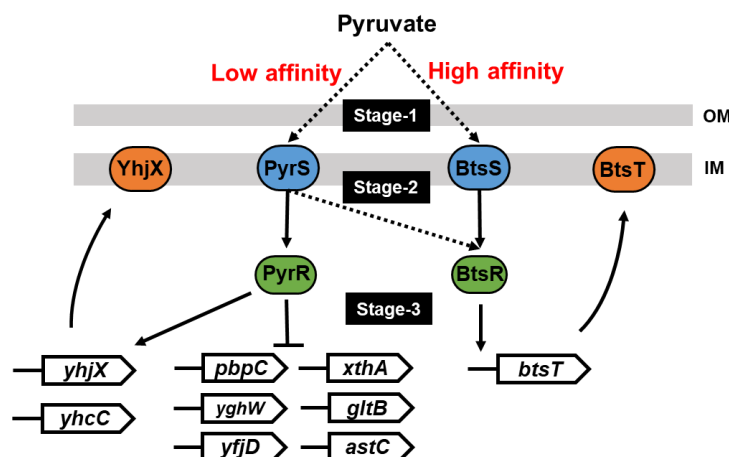 Pyruvate
Low affinity
High affinity
Stage-1
OM
YhjX
PyrS
BtsS
BtsT
IM
Stage-2
PyrR
BtsR
Stage-3
yhjX
pbpC
xthA
btsT
yhcC
yghW
gltB
yfjD
astC